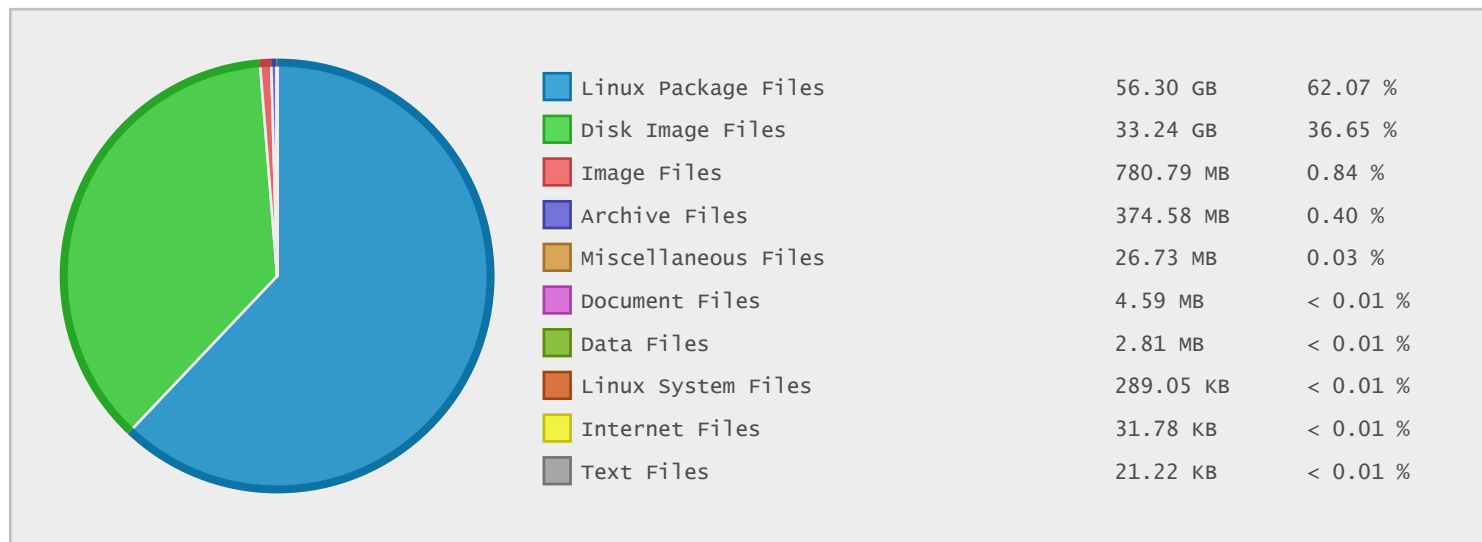 Linux Package Files 56.30 GB 62.07 %
Disk Image Files 33.24 GB 36.65 %
Image Files 780.79 MB 0.84 %
Archive Files 374.58 MB 0.40 %
Miscellaneous Files 26.73 MB 0.03 %
Document Files 4.59 MB < 0.01 %
Data Files 2.81 MB < 0.01 %
Linux System Files 289.05 KB < 0.01 %
Internet Files 31.78 KB < 0.01 %
Text Files 21.22 KB < 0.01 %